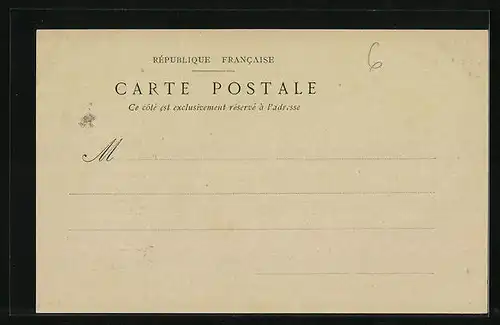 RÉPUBLIQUE FRANÇAISE
6
CARTE POSTALE
Ce côté est exclusivement réservé à l'adresse
M